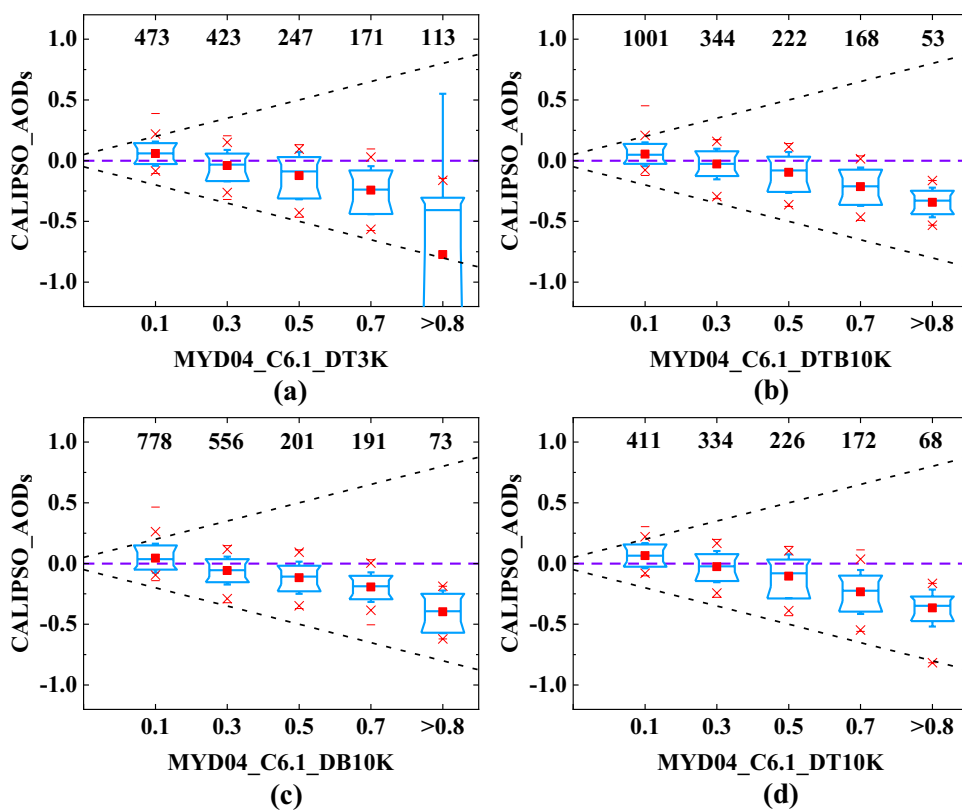 1.0 473 423 247 171 113
0.5
0.0
-0.5
-1.0
CALIPSO_AODs
0.1 0.3 0.5 0.7 >0.8
MYD04_C6.1_DT3K
(a)
1.0 1001 344 222 168 53
0.5
0.0
-0.5
-1.0
CALIPSO_AODs
0.1 0.3 0.5 0.7 >0.8
MYD04_C6.1_DTB10K
(b)
1.0 778 556 201 191 73
0.5
0.0
-0.5
-1.0
CALIPSO_AODs
0.1 0.3 0.5 0.7 >0.8
MYD04_C6.1_DB10K
(c)
1.0 411 334 226 172 68
0.5
0.0
-0.5
-1.0
CALIPSO_AODs
0.1 0.3 0.5 0.7 >0.8
MYD04_C6.1_DT10K
(d)